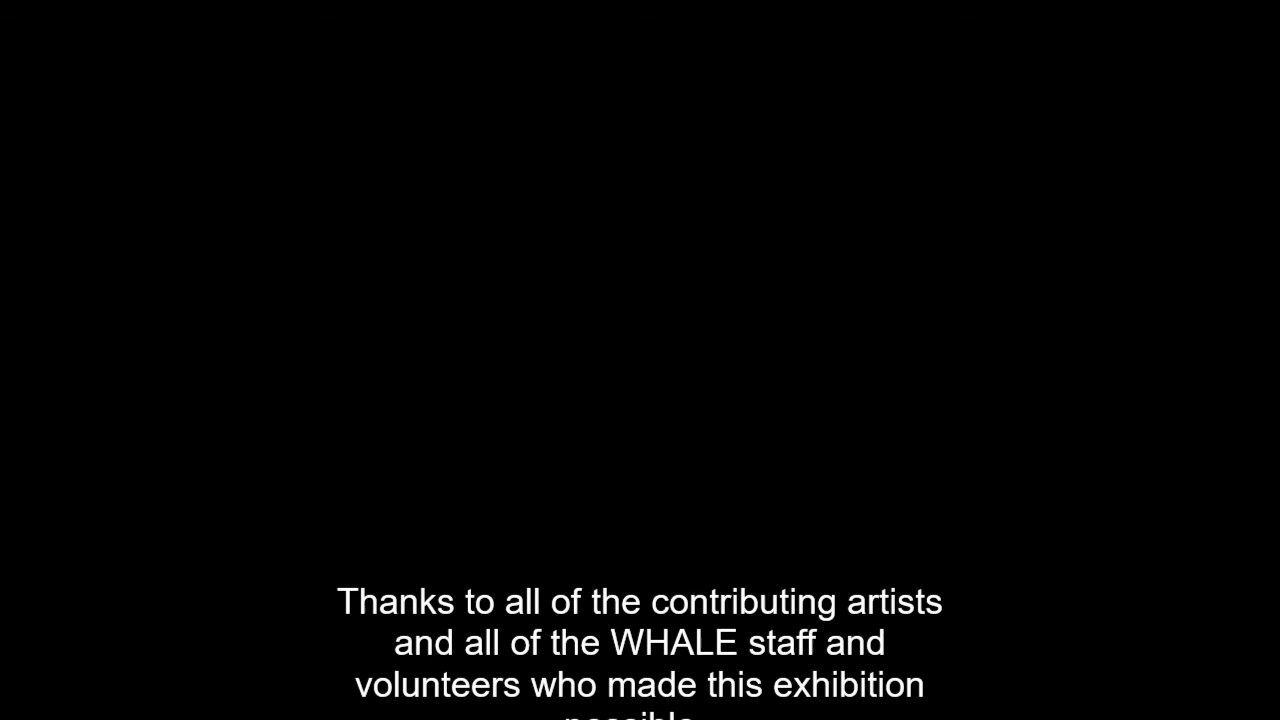 Thanks to all of the contributing artists
and all of the WHALE staff and
volunteers who made this exhibition
possible